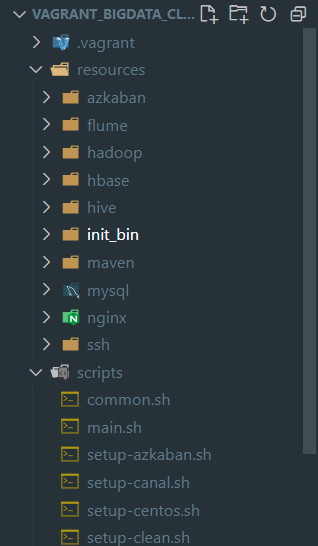 VAGRANT_BIGDATA_CL...
.vagrant
resources
azkaban
flume
hadoop
hbase
hive
init_bin
maven
mysql
nginx
ssh
scripts
common.sh
main.sh
setup-azkaban.sh
setup-canal.sh
setup-centos.sh
setup-clean.sh